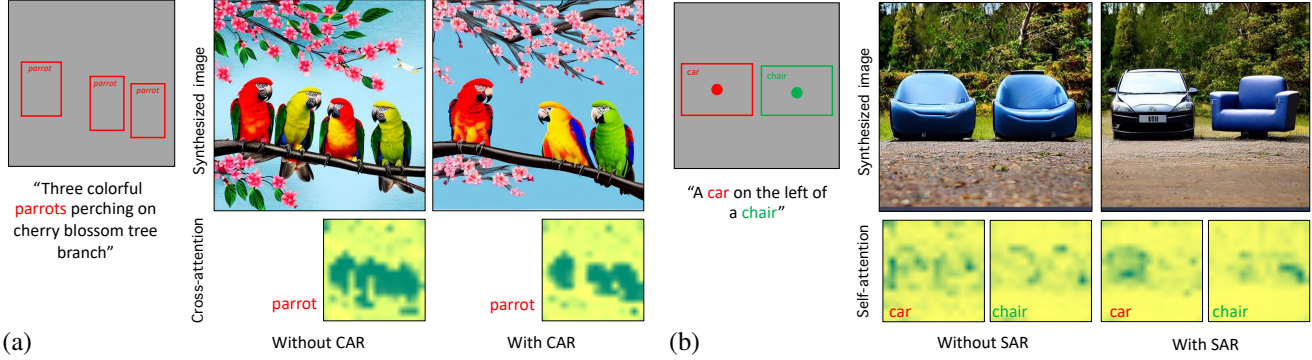 parrot
parrot
parrot
“Three colorful
parrots perching on
cherry blossom tree
branch”
Synthesized image
Cross-attention
parrot
parrot
(a)
Without CAR
With CAR
car
chair
“A car on the left of
a chair”
Synthesized image
Self-attention
car
chair
car
chair
(b)
Without SAR
With SAR